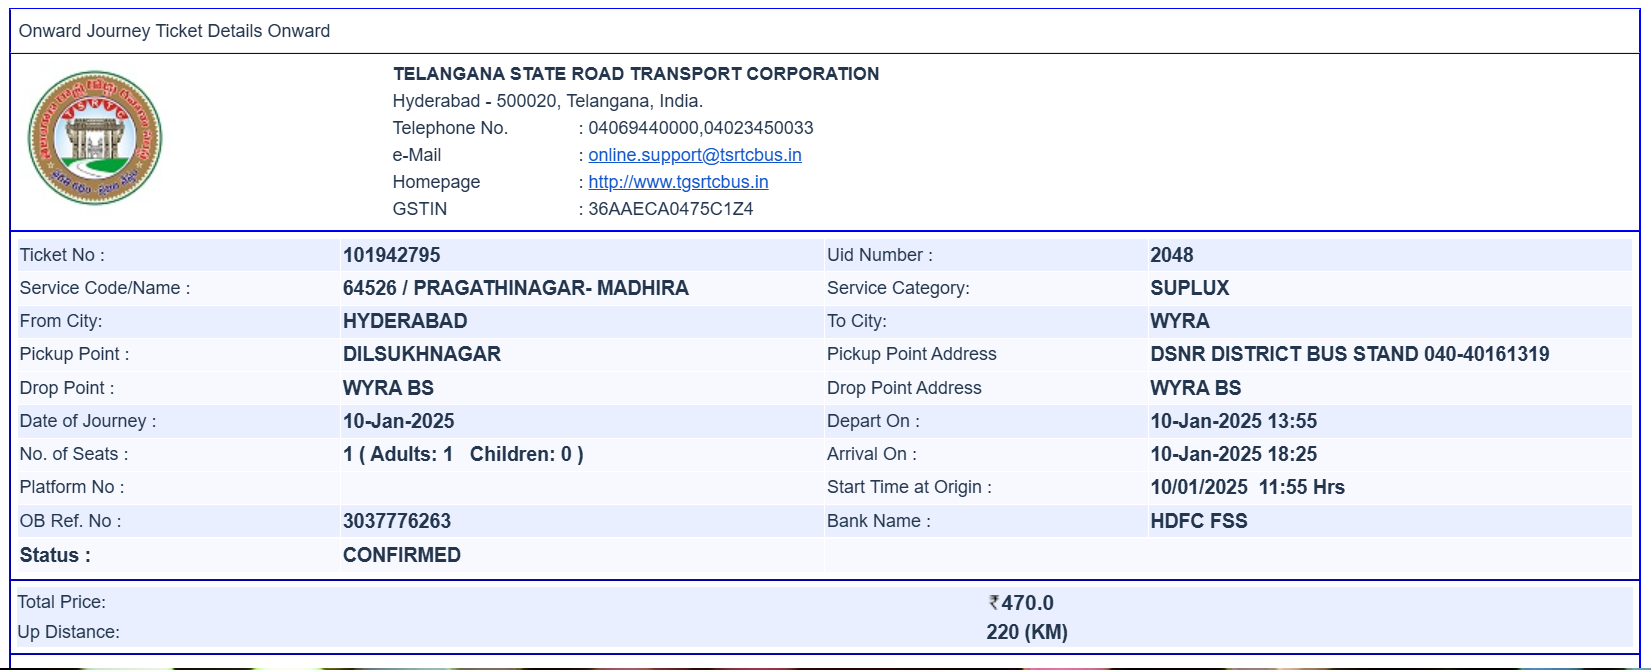 Onward Journey Ticket Details Onward
TSRTC
TELANGANA STATE ROAD TRANSPORT CORPORATION
Hyderabad - 500020, Telangana, India.
Telephone No. : 04069440000,04023450033
e-Mail : online.support@tsrtcbus.in
Homepage : http://www.tgsrtcbus.in
GSTIN : 36AAECA0475C1Z4
Ticket No : 101942795 Uid Number : 2048
Service Code/Name : 64526 / PRAGATHINAGAR- MADHIRA Service Category: SUPLUX
From City: HYDERABAD To City: WYRA
Pickup Point : DILSUKHNAGAR Pickup Point Address DSNR DISTRICT BUS STAND 040-40161319
Drop Point : WYRA BS Drop Point Address WYRA BS
Date of Journey : 10-Jan-2025 Depart On : 10-Jan-2025 13:55
No. of Seats : 1 ( Adults: 1 Children: 0 ) Arrival On : 10-Jan-2025 18:25
Platform No : Start Time at Origin : 10/01/2025 11:55 Hrs
OB Ref. No : 3037776263 Bank Name : HDFC FSS
Status : CONFIRMED
Total Price: ₹470.0
Up Distance: 220 (KM)